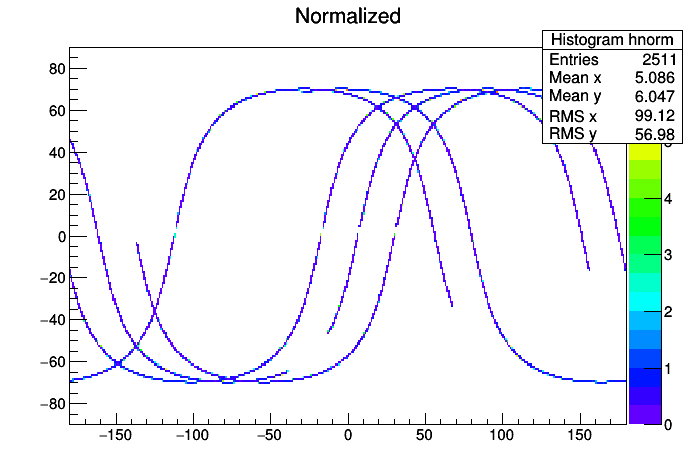 Normalized
Histogram hnorm
Entries 2511
Mean x 5.086
Mean y 6.047
RMS x 99.12
RMS y 56.98
80
60
40
20
0
−20
−40
−60
−80
−150 −100 −50 0 50 100 150
4
3
2
1
0